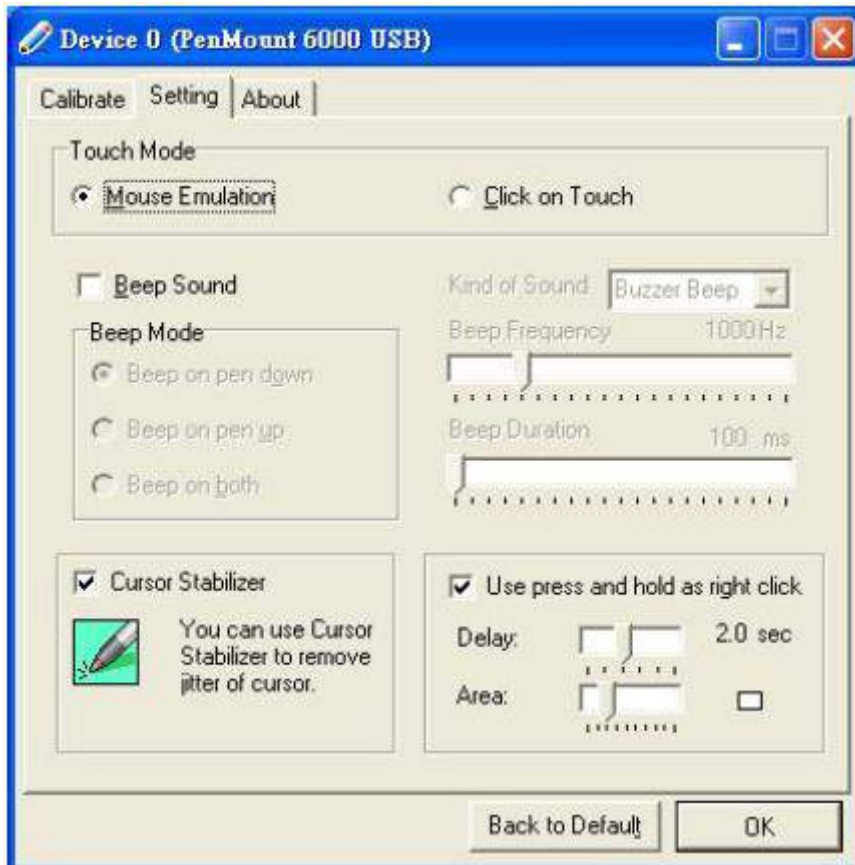 Device 0 (PenMount 6000 USB)
Calibrate Setting About
Touch Mode
Mouse Emulation Click on Touch
Beep Sound
Kind of Sound Buzzer Beep
Beep Mode
Beep Frequency 1000Hz
Beep on pen down
Beep on pen up
Beep Duration 100 ms
Beep on both
Cursor Stabilizer
You can use Cursor
Stabilizer to remove
jitter of cursor.
Use press and hold as right click
Delay: 2.0 sec
Area:
Back to Default OK